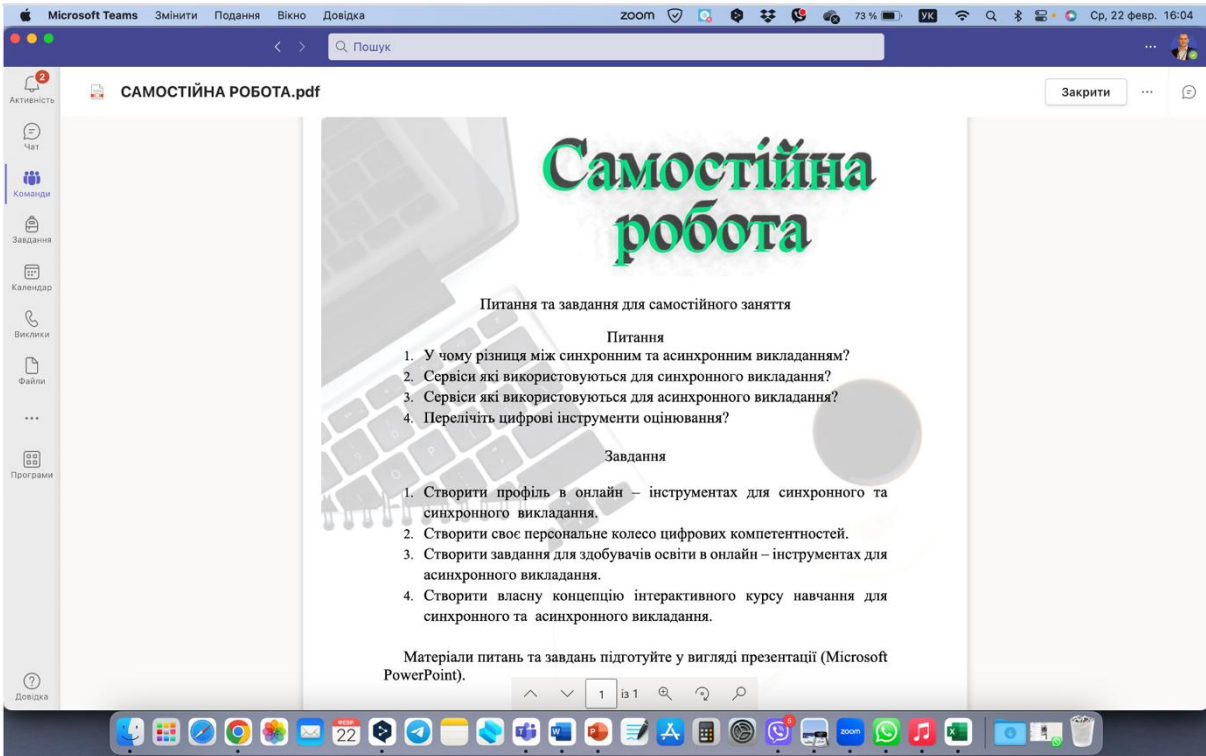 Microsoft Teams Змінити Подання Вікно Довідка zoom 73 % УК Ср, 22 февр. 16:04
Пошук
2
Активність
САМОСТІЙНА РОБОТА.pdf
Закрити
Чат
Команди
Завдання
Календар
Виклики
Файли
Програми
Довідка
Самостійна
робота
Питання та завдання для самостійного заняття
Питання
1. У чому різниця між синхронним та асинхронним викладанням?
2. Сервіси які використовуються для синхронного викладання?
3. Сервіси які використовуються для асинхронного викладання?
4. Перелічіть цифрові інструменти оцінювання?
Завдання
1. Створити профіль в онлайн – інструментах для синхронного та
синхронного викладання.
2. Створити своє персональне колесо цифрових компетентностей.
3. Створити завдання для здобувачів освіти в онлайн – інструментах для
асинхронного викладання.
4. Створити власну концепцію інтерактивного курсу навчання для
синхронного та асинхронного викладання.
Матеріали питань та завдань підготуйте у вигляді презентації (Microsoft
PowerPoint).
1 із 1
ФЕВР.
22
5
zoom